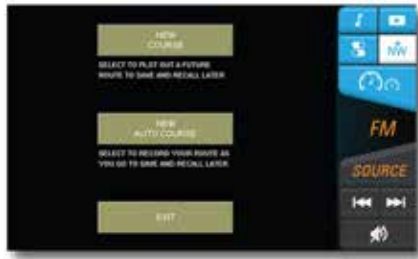 NEW
COURSE
SELECT TO PLOT OUT A FUTURE
ROUTE TO SAVE AND RECALL LATER.
NEW
AUTO COURSE
SELECT TO RECORD YOUR ROUTE AS
YOU GO TO SAVE AND RECALL LATER.
EXIT
NW
FM
SOURCE